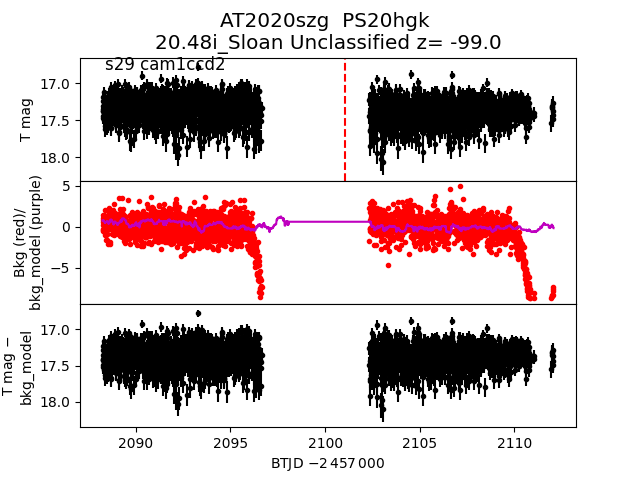 AT2020szg PS20hgk
20.48i_Sloan Unclassified z= -99.0
s29 cam1ccd2
T mag
17.0
17.5
18.0
Bkg (red)/
bkg_model (purple)
5
0
−5
T mag −
bkg_model
17.0
17.5
18.0
2090 2095 2100 2105 2110
BTJD −2 457 000